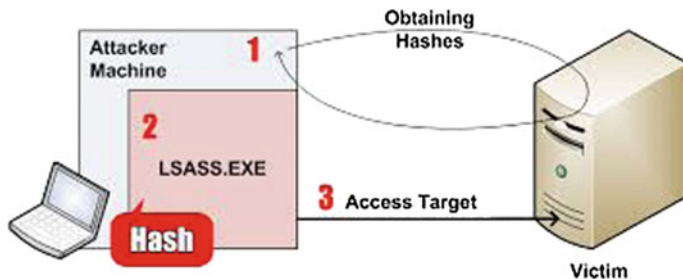 Attacker
Machine
1
Obtaining
Hashes
2
LSASS.EXE
Hash
3 Access Target
Victim